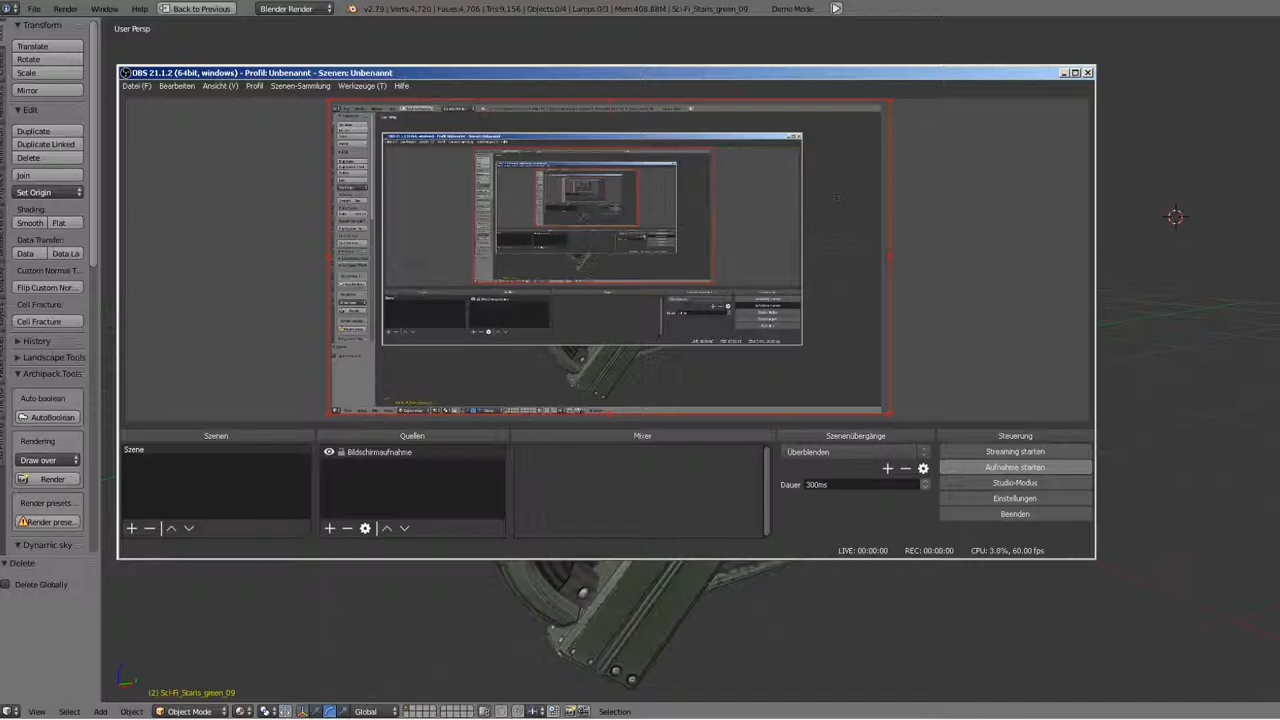 File Render Window Help Back to Previous Blender Render v2.79 | Verts:4,720 | Faces:4,706 | Tris:9,156 | Objects:0/4 | Lamps:0/3 | Mem:408.88M | Sci-Fi_Staris_green_09 Demo Mode:
User Persp
Transform
Translate
Rotate
Scale
Mirror
Edit
Duplicate
Duplicate Linked
Delete
Join
Set Origin
Shading:
Smooth Flat
Data Transfer:
Data Data La
Custom Normal T...
Flip Custom Nor...
Cell Fracture:
Cell Fracture
History
Landscape Tools
Archipack Tools
Auto boolean
AutoBoolean
Rendering
Draw over
Render
Render presets...
Render prese...
Dynamic sky
Delete
Delete Globally
OBS 21.1.2 (64bit, windows) - Profil: Unbenannt - Szenen: Unbenannt
Datei (F) Bearbeiten Ansicht (V) Profil Szenen-Sammlung Werkzeuge (T) Hilfe
Szenen Quellen Mixer Szenenübergänge Steuerung
Szene
Bildschirmaufnahme
Überblenden
Dauer 300ms
Streaming starten
Aufnahme starten
Studio-Modus
Einstellungen
Beenden
LIVE: 00:00:00 REC: 00:00:00 CPU: 3.8%, 60.00 fps
(2) Sci-Fi_Staris_green_09
View Select Add Object Object Mode Global Selection